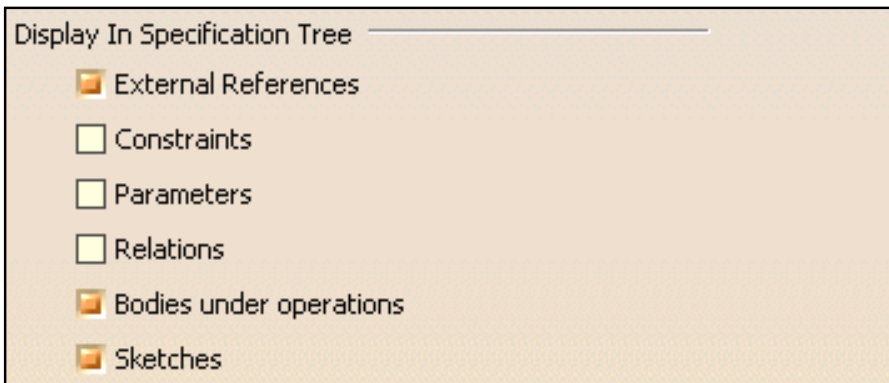 Display In Specification Tree
External References
Constraints
Parameters
Relations
Bodies under operations
Sketches